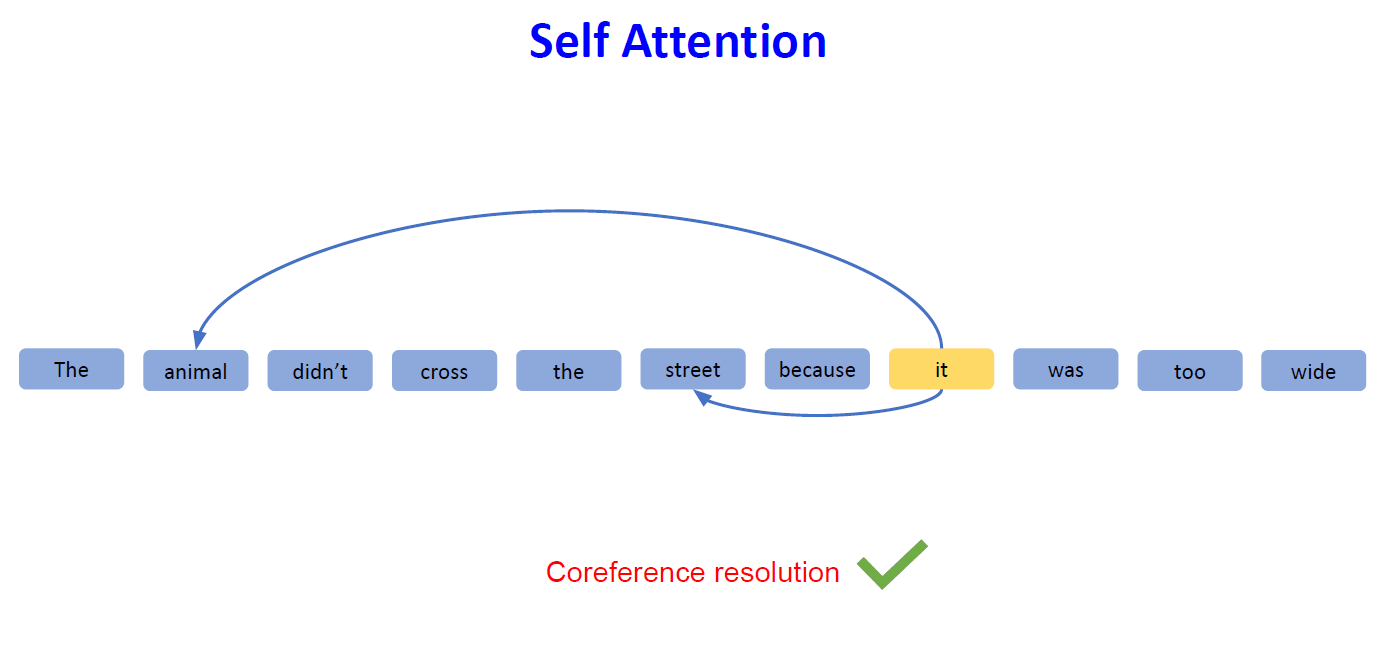 Self Attention
The animal didn’t cross the street because it was too wide
Coreference resolution